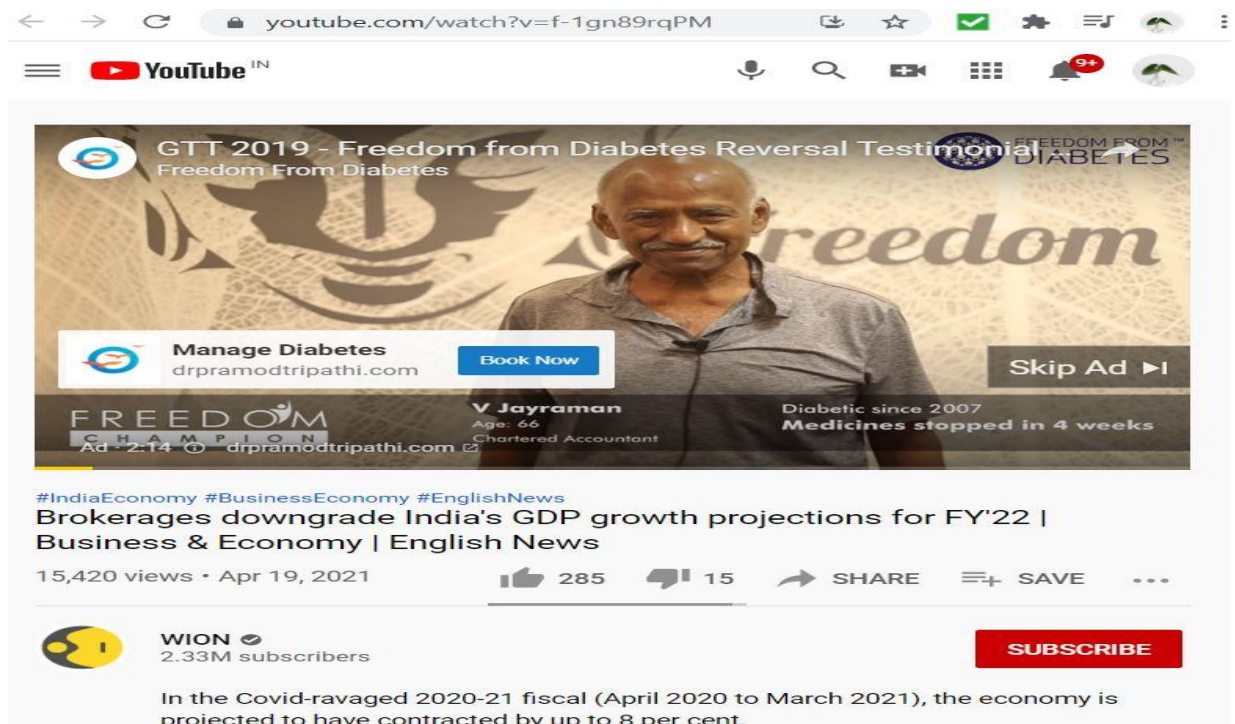 youtube.com/watch?v=f-1gn89rqPM
YouTube IN
9+
GTT 2019 - Freedom from Diabetes Reversal Testimonial
FREEDOM FROM™
DIABETES
Freedom From Diabetes
freedom
Manage Diabetes
drpramodtripathi.com
Book Now
Skip Ad
FREEDOM
CHAMPION
V Jayraman
Age: 66
Chartered Accountant
Diabetic since 2007
Medicines stopped in 4 weeks
Ad · 2:14 drpramodtripathi.com
#IndiaEconomy #BusinessEconomy #EnglishNews
Brokerages downgrade India's GDP growth projections for FY'22 |
Business & Economy | English News
15,420 views • Apr 19, 2021 285 15 SHARE SAVE
WION
2.33M subscribers
SUBSCRIBE
In the Covid-ravaged 2020-21 fiscal (April 2020 to March 2021), the economy is
projected to have contracted by up to 8 per cent.